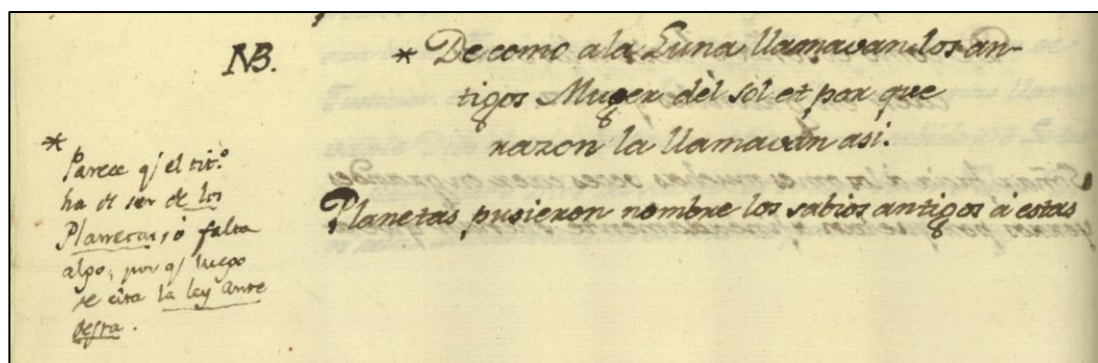 NB.
* De como a la Luna llamavan los an-
tigos Muger del sol et por que
razon la llamavan asi.
Planetas pusieron nombre los sabios antigos á estas
*
Parece q̃ el tit.º
ha de ser de los
Planetas; ó falta
algo, por q̃ luego
se cita la ley ante
desta.